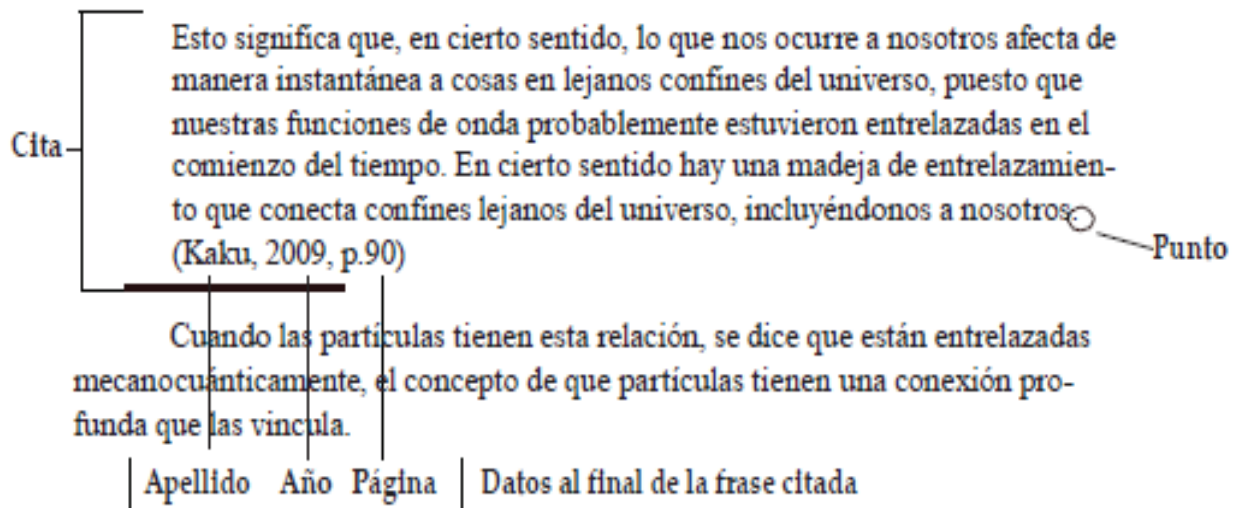 Esto significa que, en cierto sentido, lo que nos ocurre a nosotros afecta de
manera instantánea a cosas en lejanos confines del universo, puesto que
nuestras funciones de onda probablemente estuvieron entrelazadas en el
Cita
comienzo del tiempo. En cierto sentido hay una madeja de entrelazamien-
to que conecta confines lejanos del universo, incluyéndonos a nosotros.
(Kaku, 2009, p.90)
Punto
Cuando las partículas tienen esta relación, se dice que están entrelazadas
mecanocuánticamente, el concepto de que partículas tienen una conexión pro-
funda que las vincula.
Apellido Año Página Datos al final de la frase citada